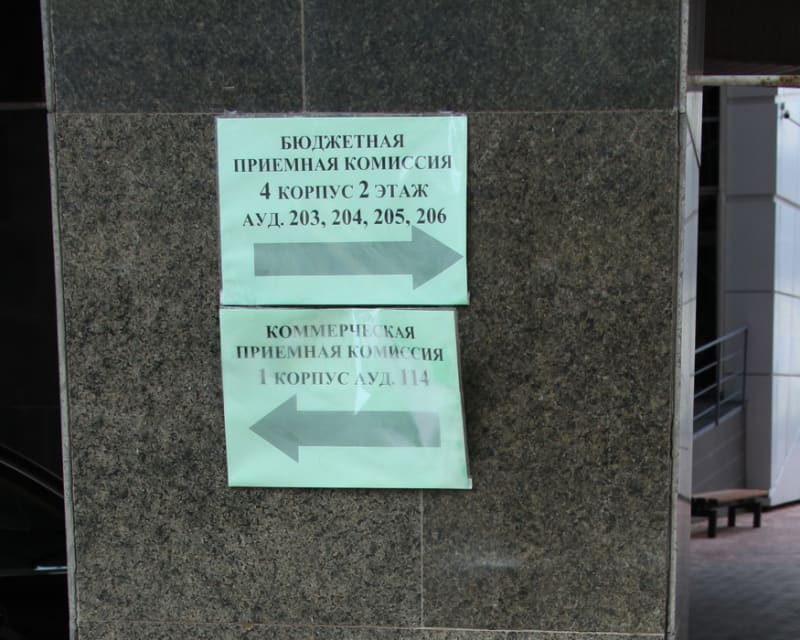 БЮДЖЕТНАЯ
ПРИЕМНАЯ КОМИССИЯ
4 КОРПУС 2 ЭТАЖ
АУД. 203, 204, 205, 206
КОММЕРЧЕСКАЯ
ПРИЕМНАЯ КОМИССИЯ
1 КОРПУС АУД. 114